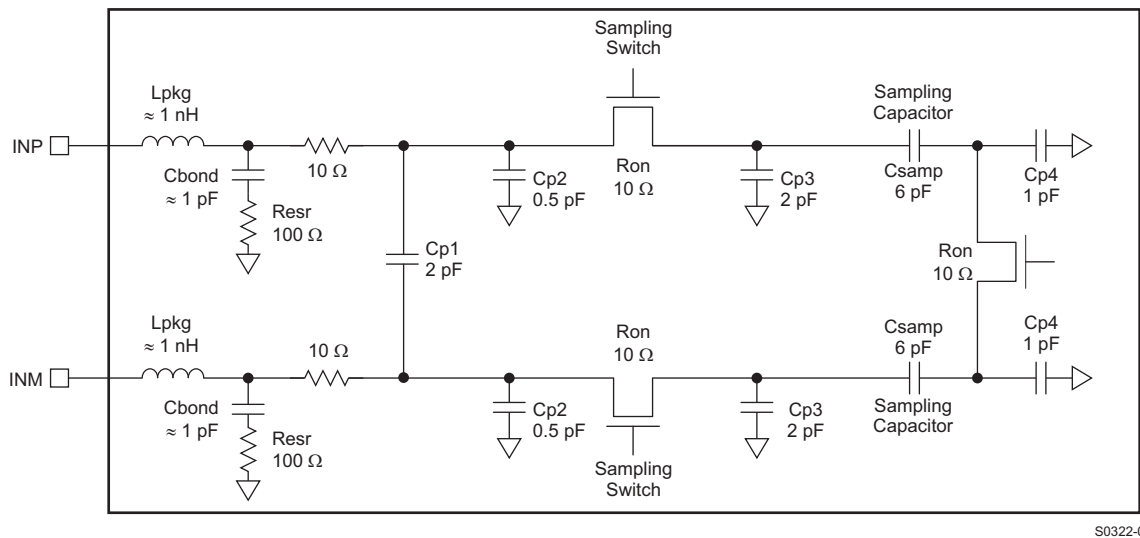 Sampling
Switch
Lpkg
≈ 1 nH
Sampling
Capacitor
INP
10 Ω
Cbond
≈ 1 pF
Resr
100 Ω
Cp2
0.5 pF
Ron
10 Ω
Cp3
2 pF
Csamp
6 pF
Cp4
1 pF
Cp1
2 pF
Ron
10 Ω
Lpkg
≈ 1 nH
10 Ω
Ron
10 Ω
Csamp
6 pF
Cp4
1 pF
INM
Cbond
≈ 1 pF
Resr
100 Ω
Cp2
0.5 pF
Cp3
2 pF
Sampling
Capacitor
Sampling
Switch